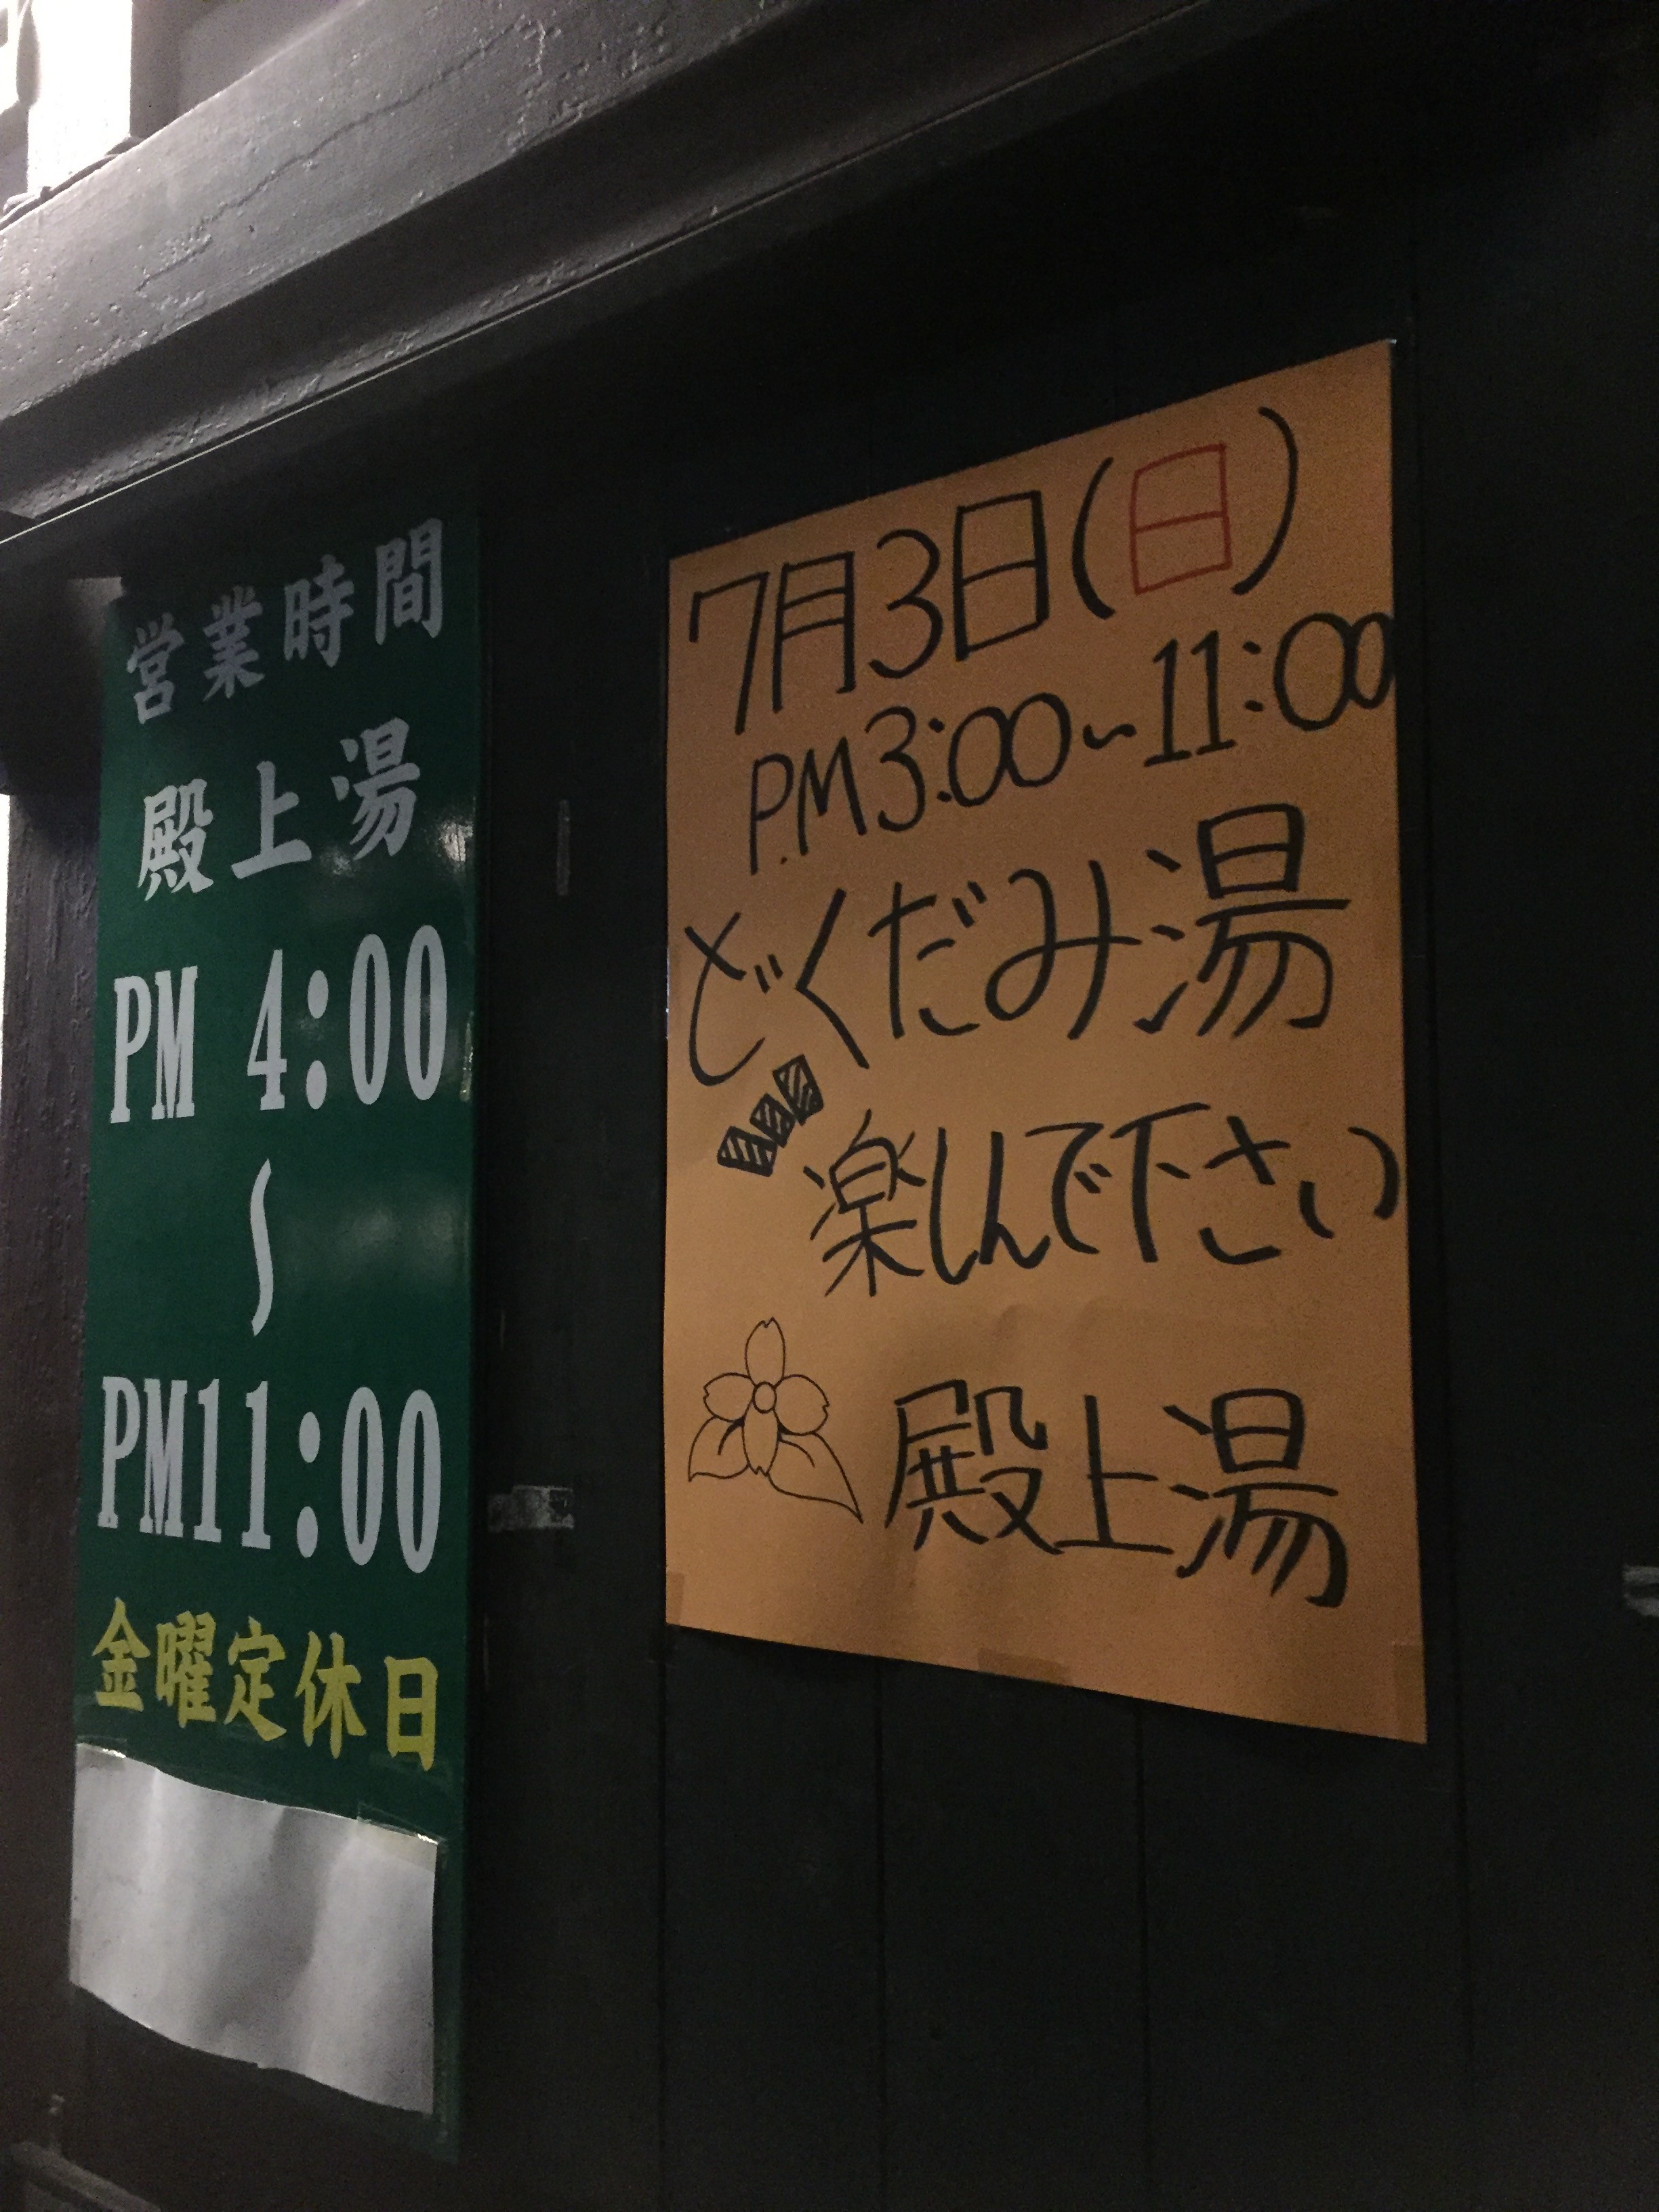 営業時間
殿上湯
PM 4:00
〜
PM11:00
金曜定休日
7月3日(日)
P.M3:00〜11:00
どくだみ湯
楽しんで下さい
殿上湯